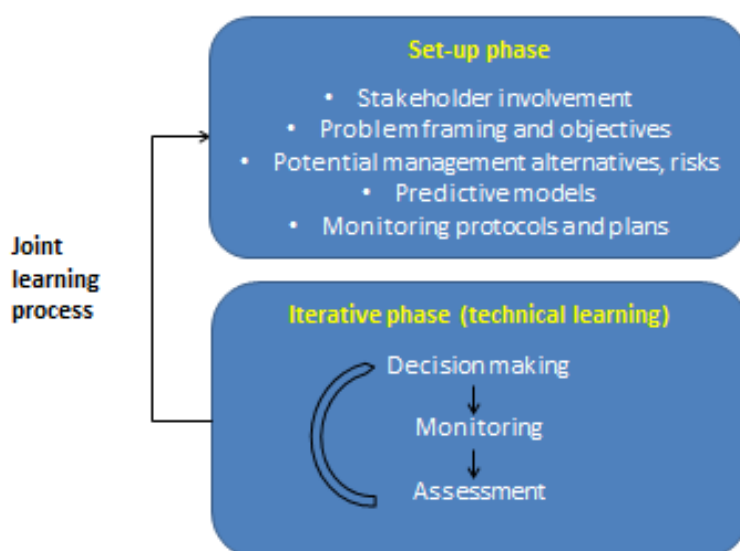 Set-up phase
• Stakeholder involvement
• Problem framing and objectives
• Potential management alternatives, risks
• Predictive models
• Monitoring protocols and plans
Joint
learning
process
Iterative phase (technical learning)
Decision making
Monitoring
Assessment